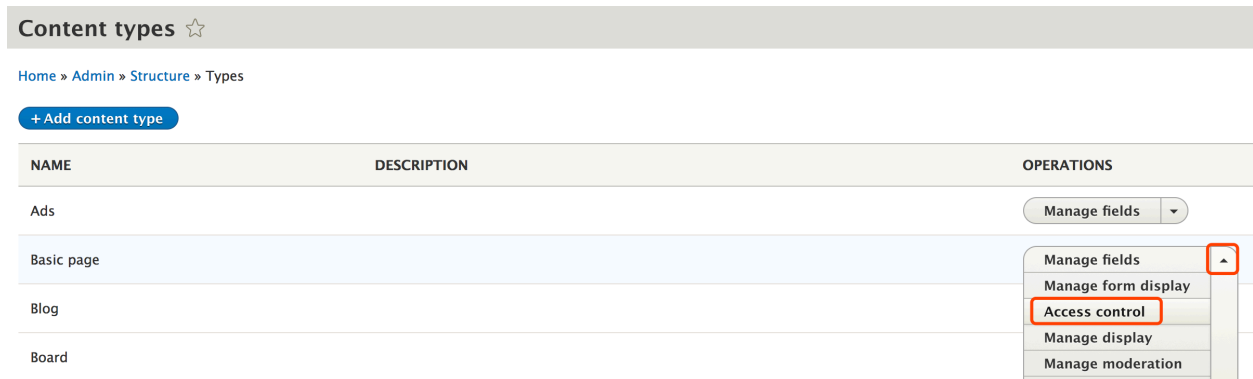 Content types
Home » Admin » Structure » Types
+ Add content type
NAME DESCRIPTION OPERATIONS
Ads Manage fields
Basic page Manage fields
Manage form display
Blog Access control
Manage display
Board Manage moderation